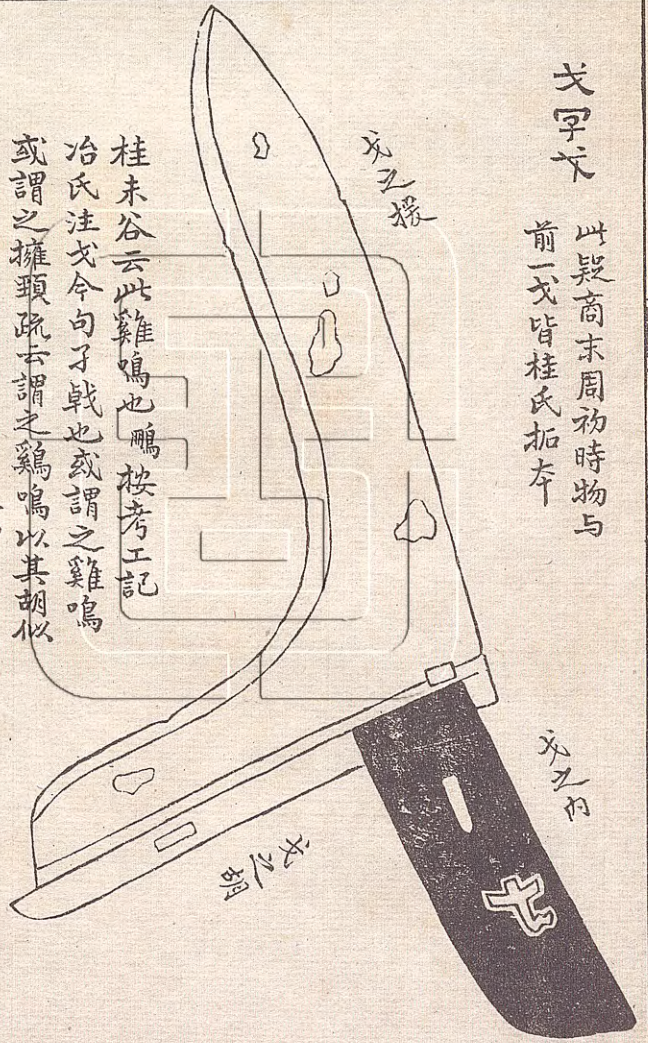 戈字戈
此疑商末周初時物与
前一戈皆桂氏拓夲
戈之援
戈之内
戈之胡
桂未谷云此雞鳴也鵬按考工記
冶氏注戈今句孑戟也或謂之雞鳴
或謂之擁頸疏云謂之鷄鳴以其胡似